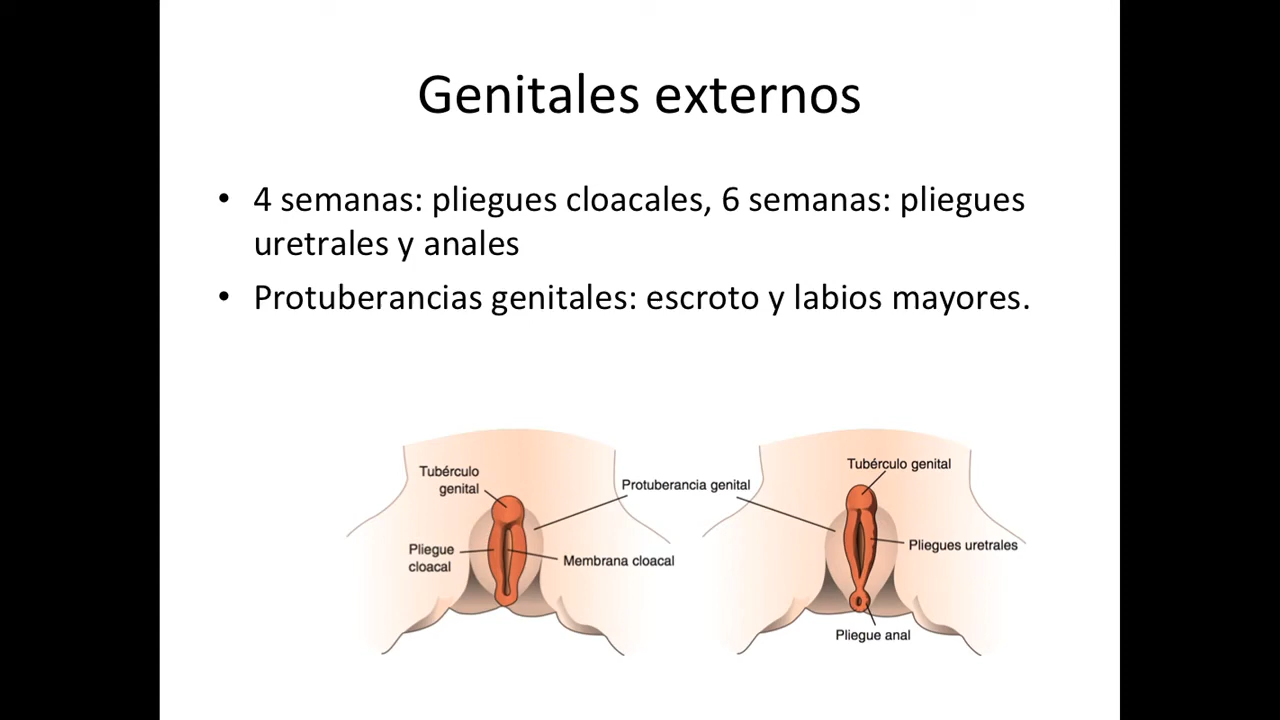 Genitales externos
• 4 semanas: pliegues cloacales, 6 semanas: pliegues
uretrales y anales
• Protuberancias genitales: escroto y labios mayores.
Tubérculo
genital
Protuberancia genital
Pliegue
cloacal
Membrana cloacal
Tubérculo genital
Pliegues uretrales
Pliegue anal